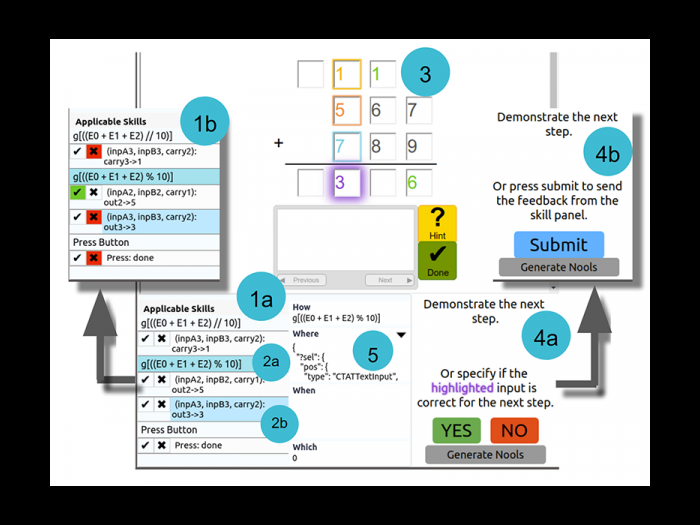 1 1 3
5 6 7
+ 7 8 9
3 6
1b
Applicable Skills
g[((E0 + E1 + E2) // 10)]
✔ ✖ (inpA3, inpB3, carry2):
carry3->1
g[((E0 + E1 + E2) % 10)]
✔ ✖ (inpA2, inpB2, carry1):
out2->5
✔ ✖ (inpA3, inpB3, carry2):
out3->3
Press Button
✔ ✖ Press: done
?
Hint
✔
Done
Previous
Next
Demonstrate the next
step.
4b
Or press submit to send
the feedback from the
skill panel.
Submit
Generate Nools
1a
Applicable Skills
g[((E0 + E1 + E2) // 10)]
✔ ✖ (inpA3, inpB3, carry2):
carry3->1
2a
g[((E0 + E1 + E2) % 10)]
✔ ✖ (inpA2, inpB2, carry1):
out2->5
✔ ✖ (inpA3, inpB3, carry2):
out3->3
2b
Press Button
✔ ✖ Press: done
How
g[((E0 + E1 + E2) % 10)]
Where
{
"?sel": {
"pos": {
"type": "CTATTextInput",
5
When
Which
0
Demonstrate the next
step.
4a
Or specify if the
highlighted input is
correct for the next step.
YES NO
Generate Nools